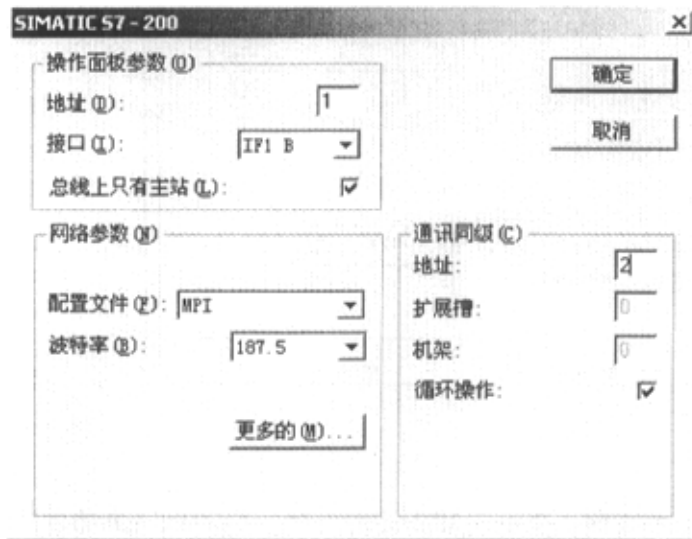 SIMATIC S7-200
操作面板参数(O)
确定
地址(D): 1
接口(I): IF1 B
取消
总线上只有主站(L):
网络参数(N)
通讯同级(C)
地址: 2
配置文件(F): MPI
扩展槽: 0
波特率(B): 187.5
机架: 0
循环操作:
更多的(M)...